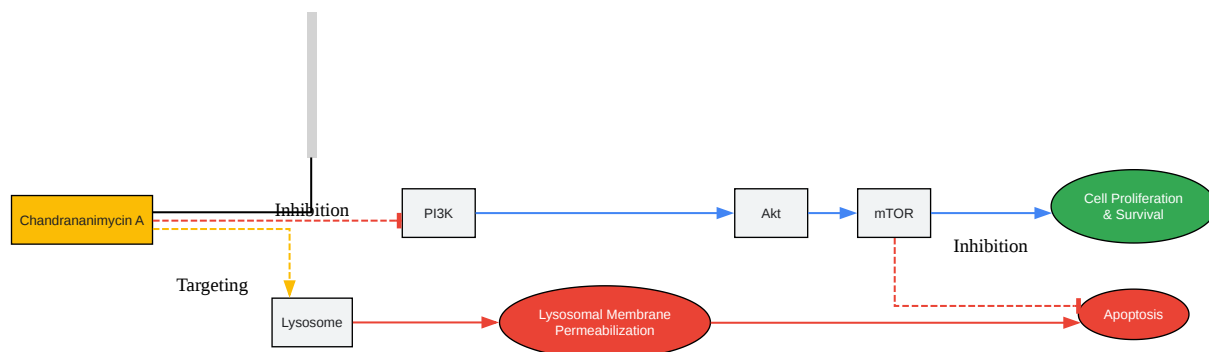 Chandrananimycin A
Inhibition
PI3K
Akt
mTOR
Cell Proliferation
& Survival
Inhibition
Targeting
Lysosome
Lysosomal Membrane
Permeabilization
Apoptosis